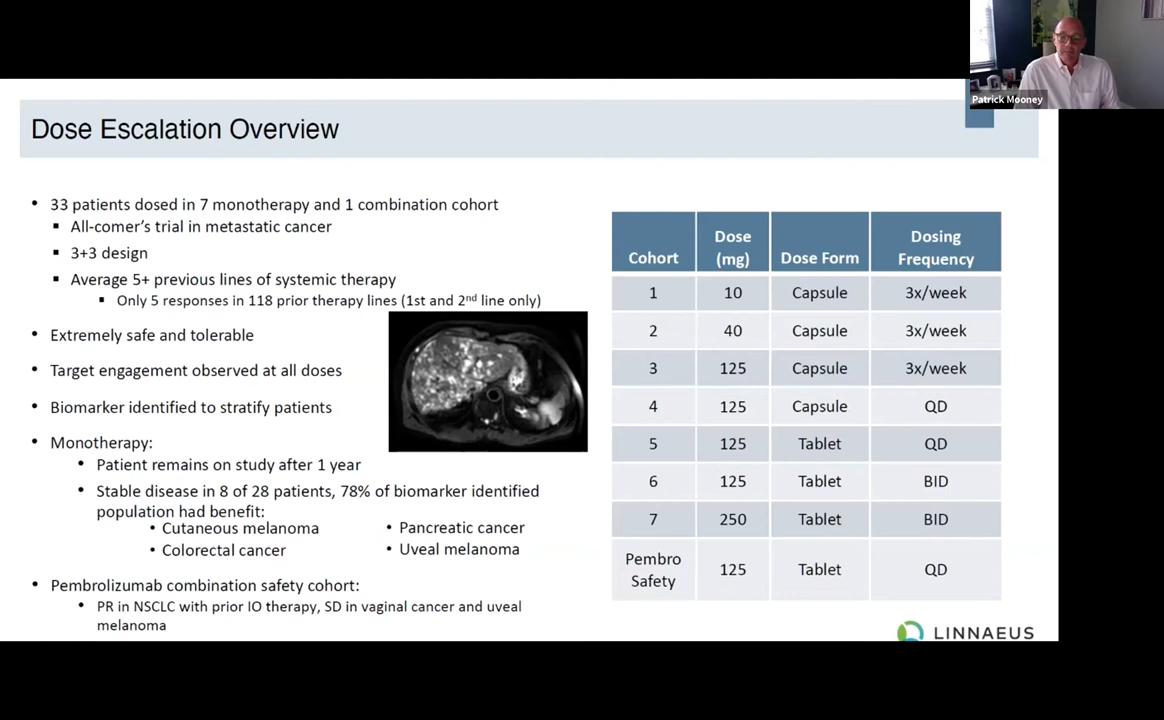 Patrick Mooney
Dose Escalation Overview
• 33 patients dosed in 7 monotherapy and 1 combination cohort
▪ All-comer's trial in metastatic cancer
▪ 3+3 design
▪ Average 5+ previous lines of systemic therapy
▪ Only 5 responses in 118 prior therapy lines (1st and 2nd line only)
• Extremely safe and tolerable
• Target engagement observed at all doses
• Biomarker identified to stratify patients
• Monotherapy:
• Patient remains on study after 1 year
• Stable disease in 8 of 28 patients, 78% of biomarker identified
population had benefit:
• Cutaneous melanoma
• Colorectal cancer
• Pancreatic cancer
• Uveal melanoma
• Pembrolizumab combination safety cohort:
• PR in NSCLC with prior IO therapy, SD in vaginal cancer and uveal
melanoma
Cohort Dose (mg) Dose Form Dosing Frequency
1 10 Capsule 3x/week
2 40 Capsule 3x/week
3 125 Capsule 3x/week
4 125 Capsule QD
5 125 Tablet QD
6 125 Tablet BID
7 250 Tablet BID
Pembro Safety 125 Tablet QD
LINNAEUS